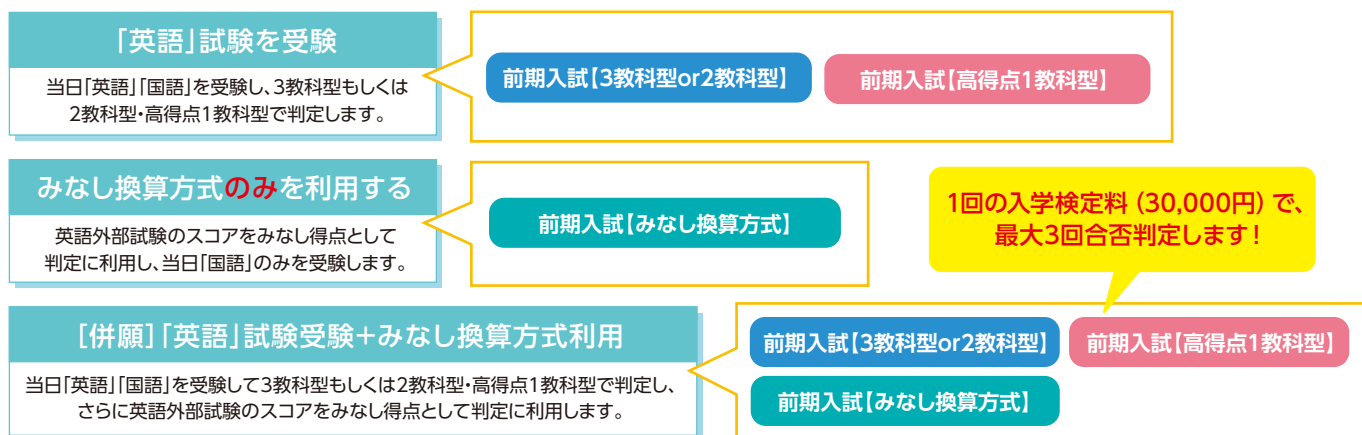 「英語」試験を受験
当日「英語」「国語」を受験し、3教科型もしくは
2教科型・高得点1教科型で判定します。
前期入試【3教科型or2教科型】
前期入試【高得点1教科型】
みなし換算方式のみを利用する
英語外部試験のスコアをみなし得点として
判定に利用し、当日「国語」のみを受験します。
前期入試【みなし換算方式】
1回の入学検定料（30,000円）で、
最大3回合否判定します！
［併願］「英語」試験受験+みなし換算方式利用
当日「英語」「国語」を受験して3教科型もしくは2教科型・高得点1教科型で判定し、
さらに英語外部試験のスコアをみなし得点として判定に利用します。
前期入試【3教科型or2教科型】
前期入試【高得点1教科型】
前期入試【みなし換算方式】